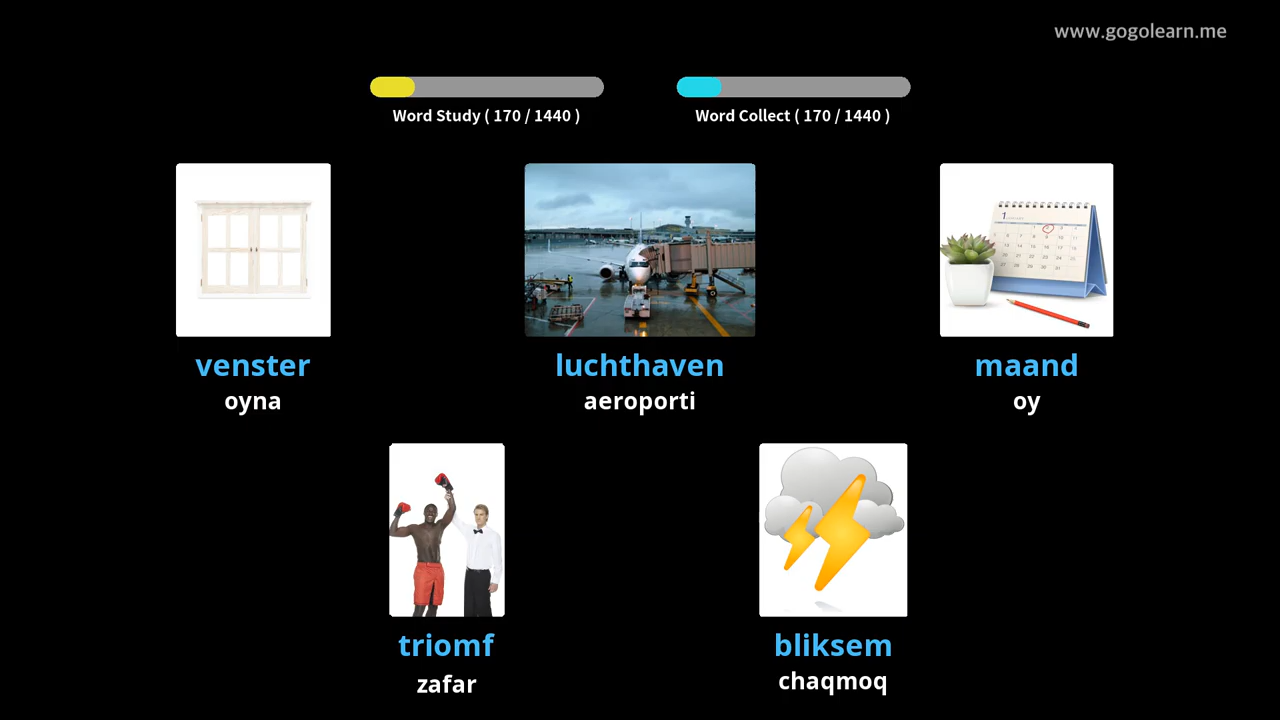 www.gogolearn.me
Word Study ( 170 / 1440 )
Word Collect ( 170 / 1440 )
venster
oyna
luchthaven
aeroporti
maand
oy
triomf
zafar
bliksem
chaqmoq